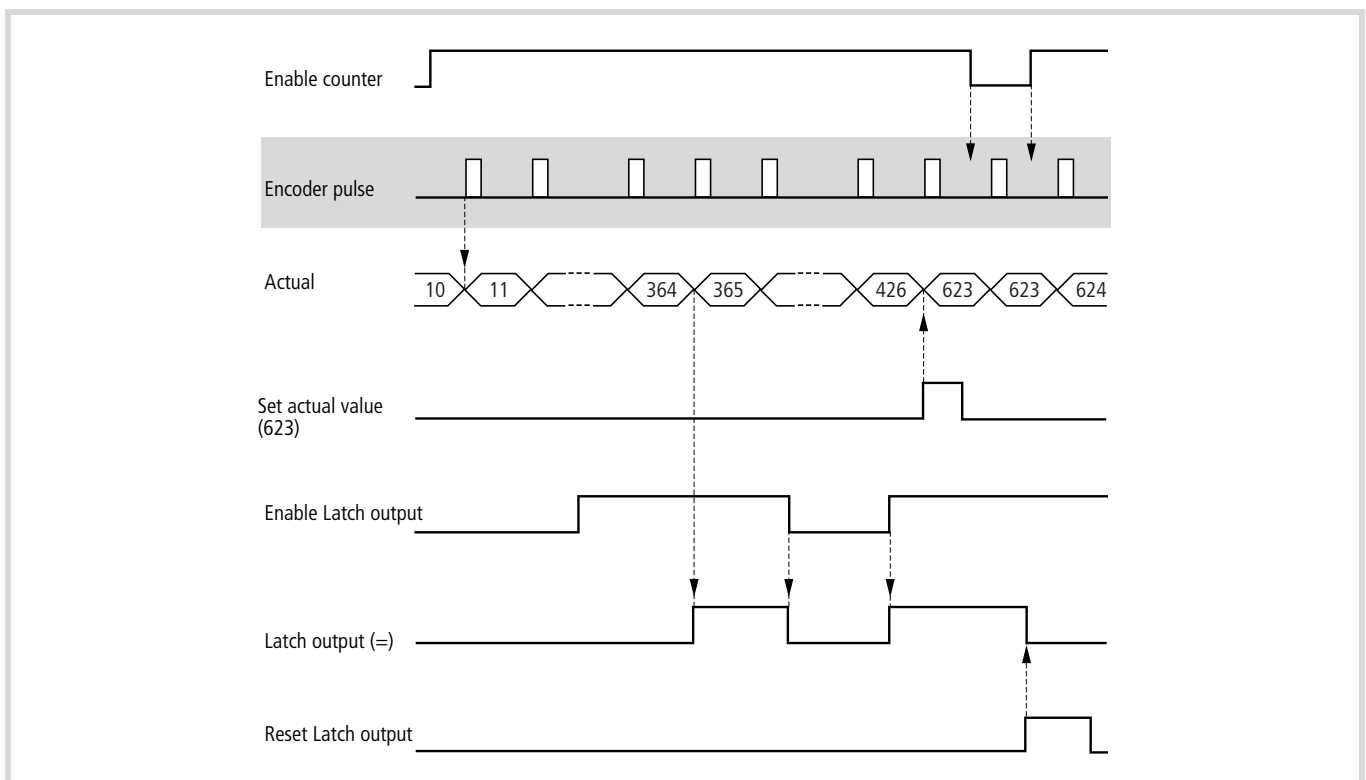 Enable counter
Encoder pulse
Actual
10 11 364 365 426 623 623 624
Set actual value
(623)
Enable Latch output
Latch output (=)
Reset Latch output